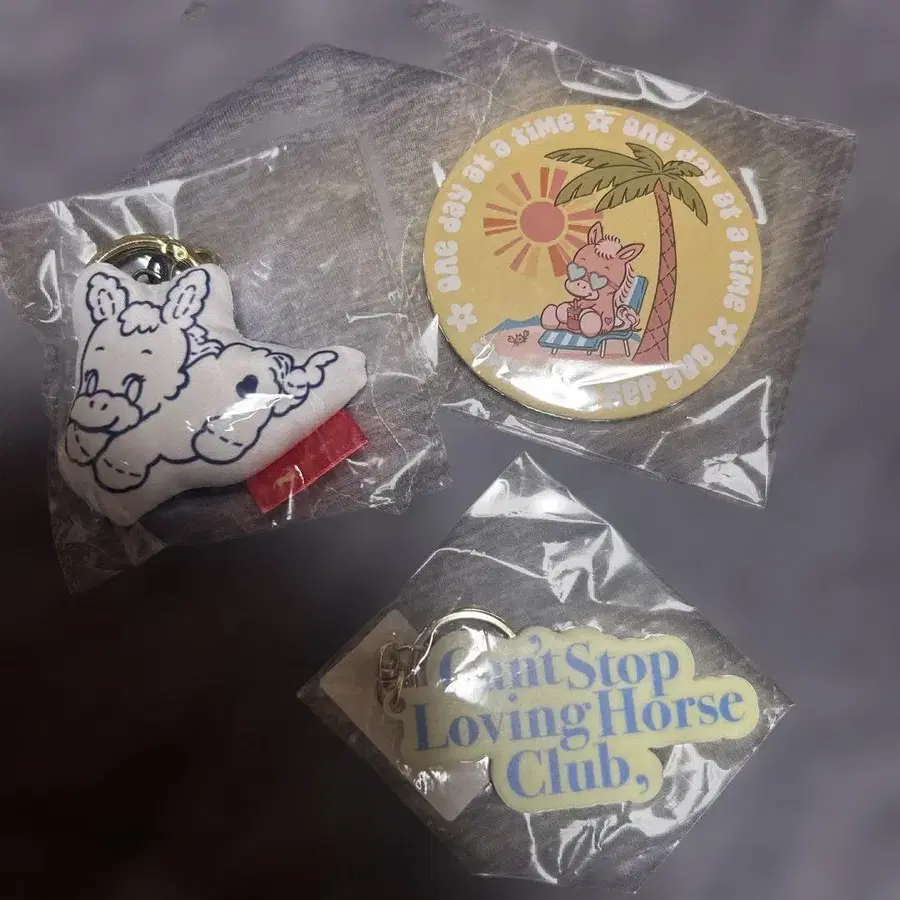 one day at a time ☆ one day at a time ☆ one day
Can't Stop
Loving Horse
Club,